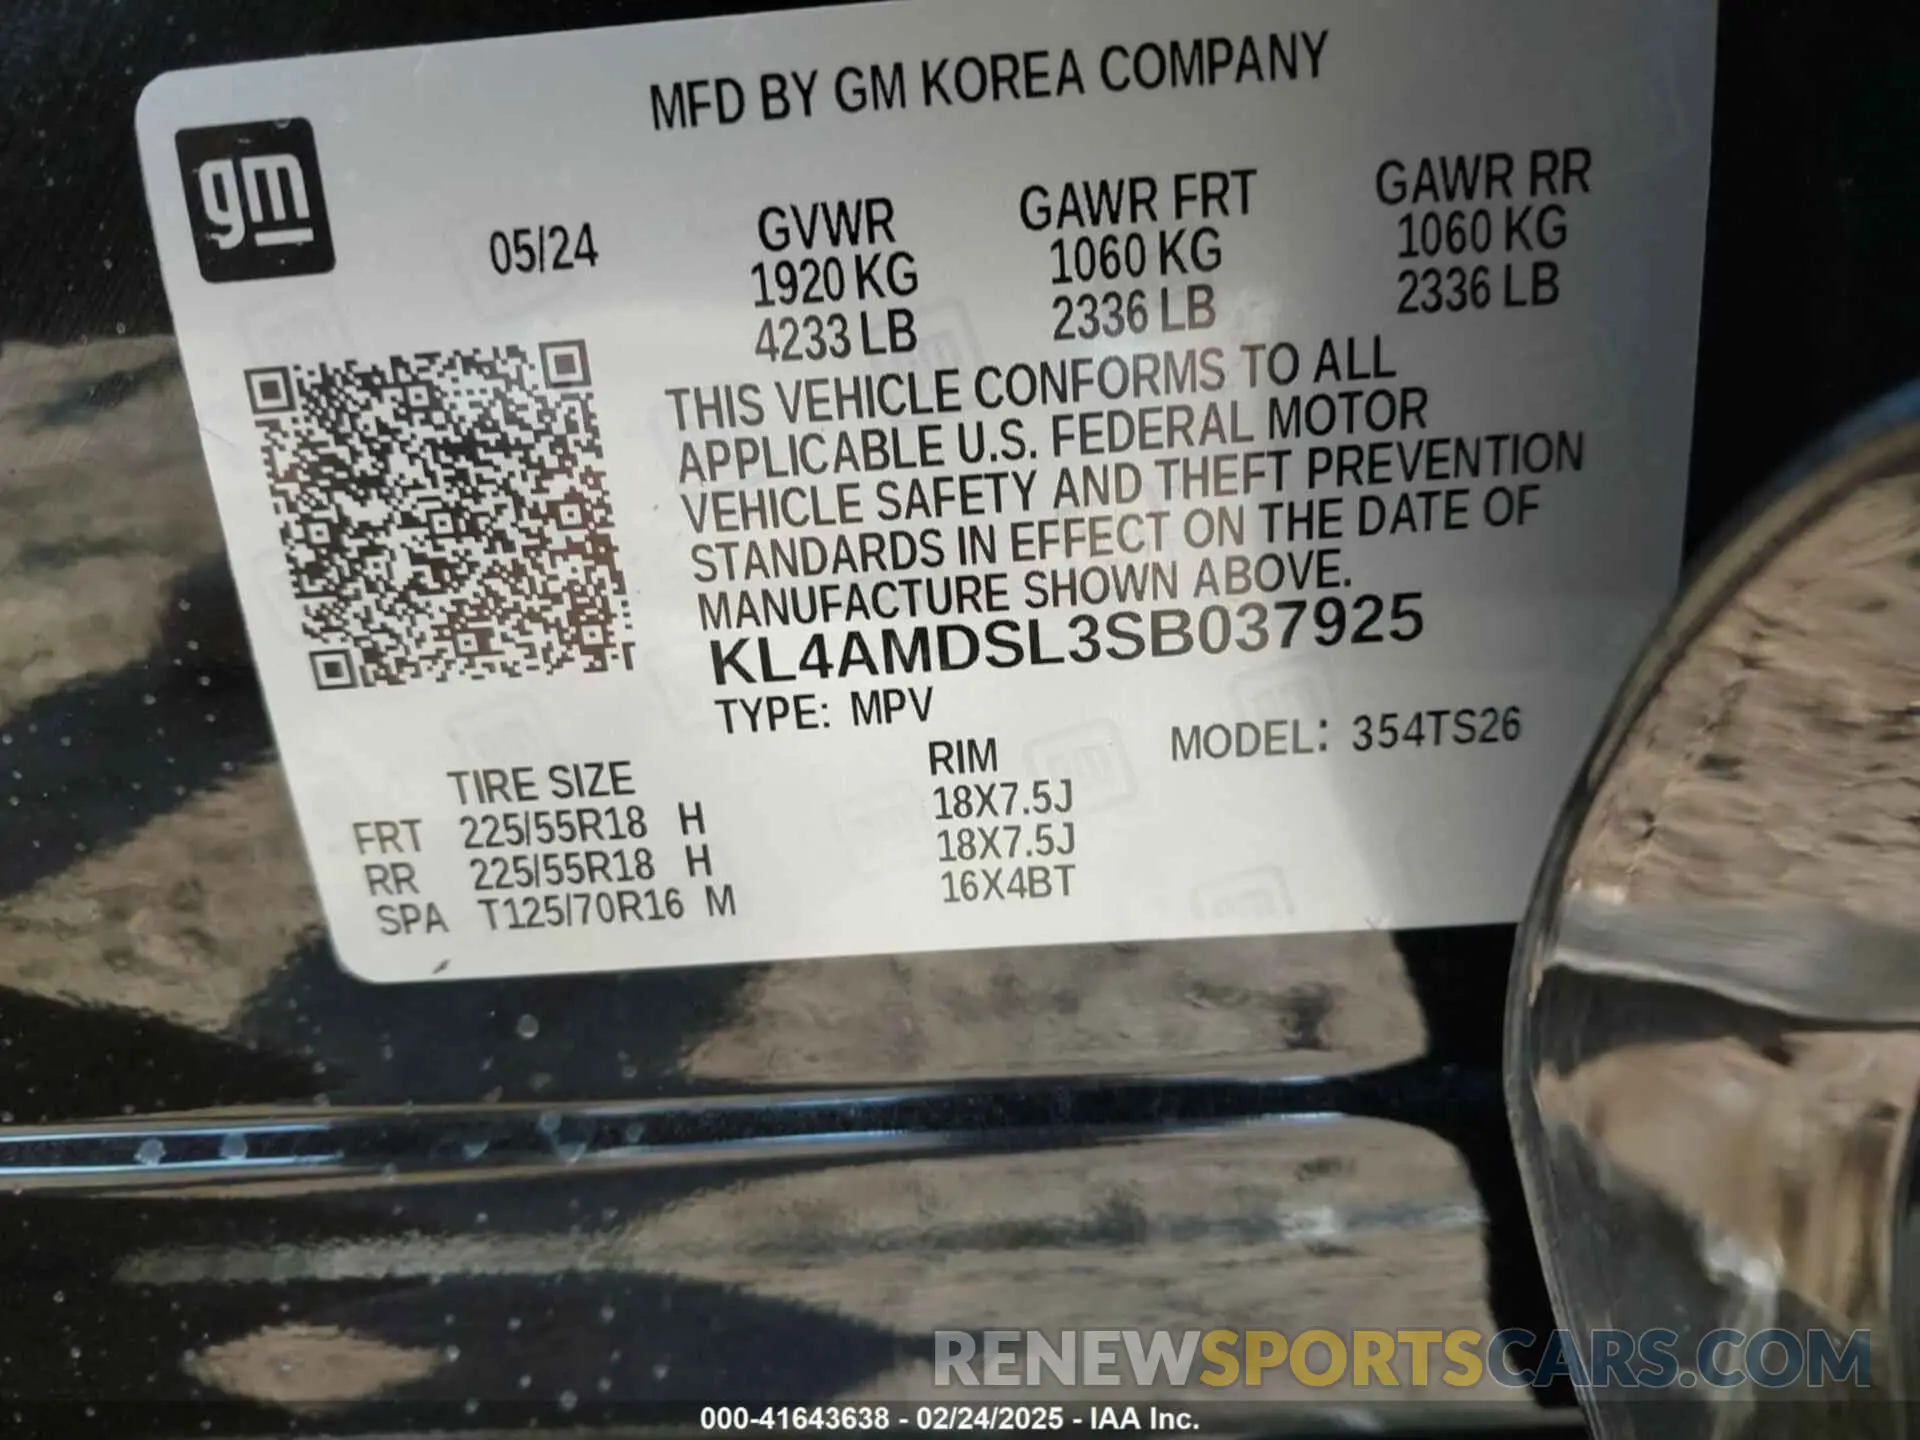 MFD BY GM KOREA COMPANY
gm
05/24
GVWR
1920 KG
4233 LB
GAWR FRT
1060 KG
2336 LB
GAWR RR
1060 KG
2336 LB
THIS VEHICLE CONFORMS TO ALL
APPLICABLE U.S. FEDERAL MOTOR
VEHICLE SAFETY AND THEFT PREVENTION
STANDARDS IN EFFECT ON THE DATE OF
MANUFACTURE SHOWN ABOVE.
KL4AMDSL3SB037925
TYPE: MPV
MODEL: 354TS26
TIRE SIZE RIM
FRT 225/55R18 H 18X7.5J
RR 225/55R18 H 18X7.5J
SPA T125/70R16 M 16X4BT
RENEWSPORTSCARS.COM
000-41643638 - 02/24/2025 - IAA Inc.